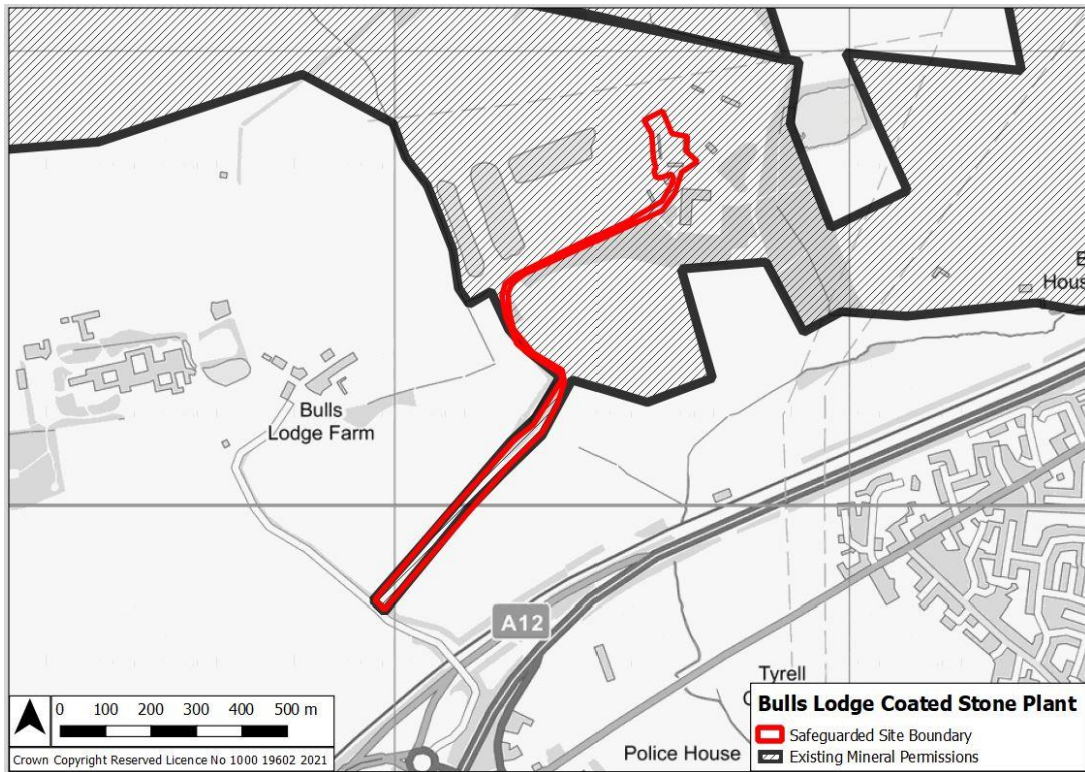 E
Hous
Bulls
Lodge Farm
A12
Tyrell
Police House
0 100 200 300 400 500 m
Crown Copyright Reserved Licence No 1000 19602 2021
Bulls Lodge Coated Stone Plant
Safeguarded Site Boundary
Existing Mineral Permissions